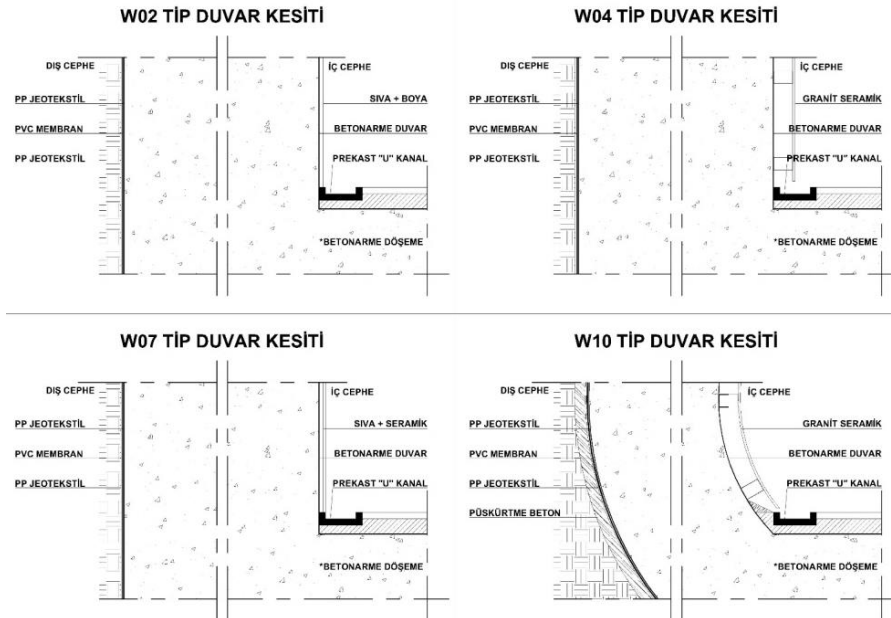 W02 TİP DUVAR KESİTİ
DIŞ CEPHE
İÇ CEPHE
PP JEOTEKSTİL
SIVA + BOYA
PVC MEMBRAN
BETONARME DUVAR
PP JEOTEKSTİL
PREKAST "U" KANAL
*BETONARME DÖŞEME
W04 TİP DUVAR KESİTİ
DIŞ CEPHE
İÇ CEPHE
PP JEOTEKSTİL
GRANİT SERAMİK
PVC MEMBRAN
BETONARME DUVAR
PP JEOTEKSTİL
PREKAST "U" KANAL
*BETONARME DÖŞEME
W07 TİP DUVAR KESİTİ
DIŞ CEPHE
İÇ CEPHE
PP JEOTEKSTİL
SIVA + SERAMİK
PVC MEMBRAN
BETONARME DUVAR
PP JEOTEKSTİL
PREKAST "U" KANAL
*BETONARME DÖŞEME
W10 TİP DUVAR KESİTİ
DIŞ CEPHE
İÇ CEPHE
PP JEOTEKSTİL
GRANİT SERAMİK
PVC MEMBRAN
BETONARME DUVAR
PP JEOTEKSTİL
PREKAST "U" KANAL
PÜSKÜRTME BETON
*BETONARME DÖŞEME